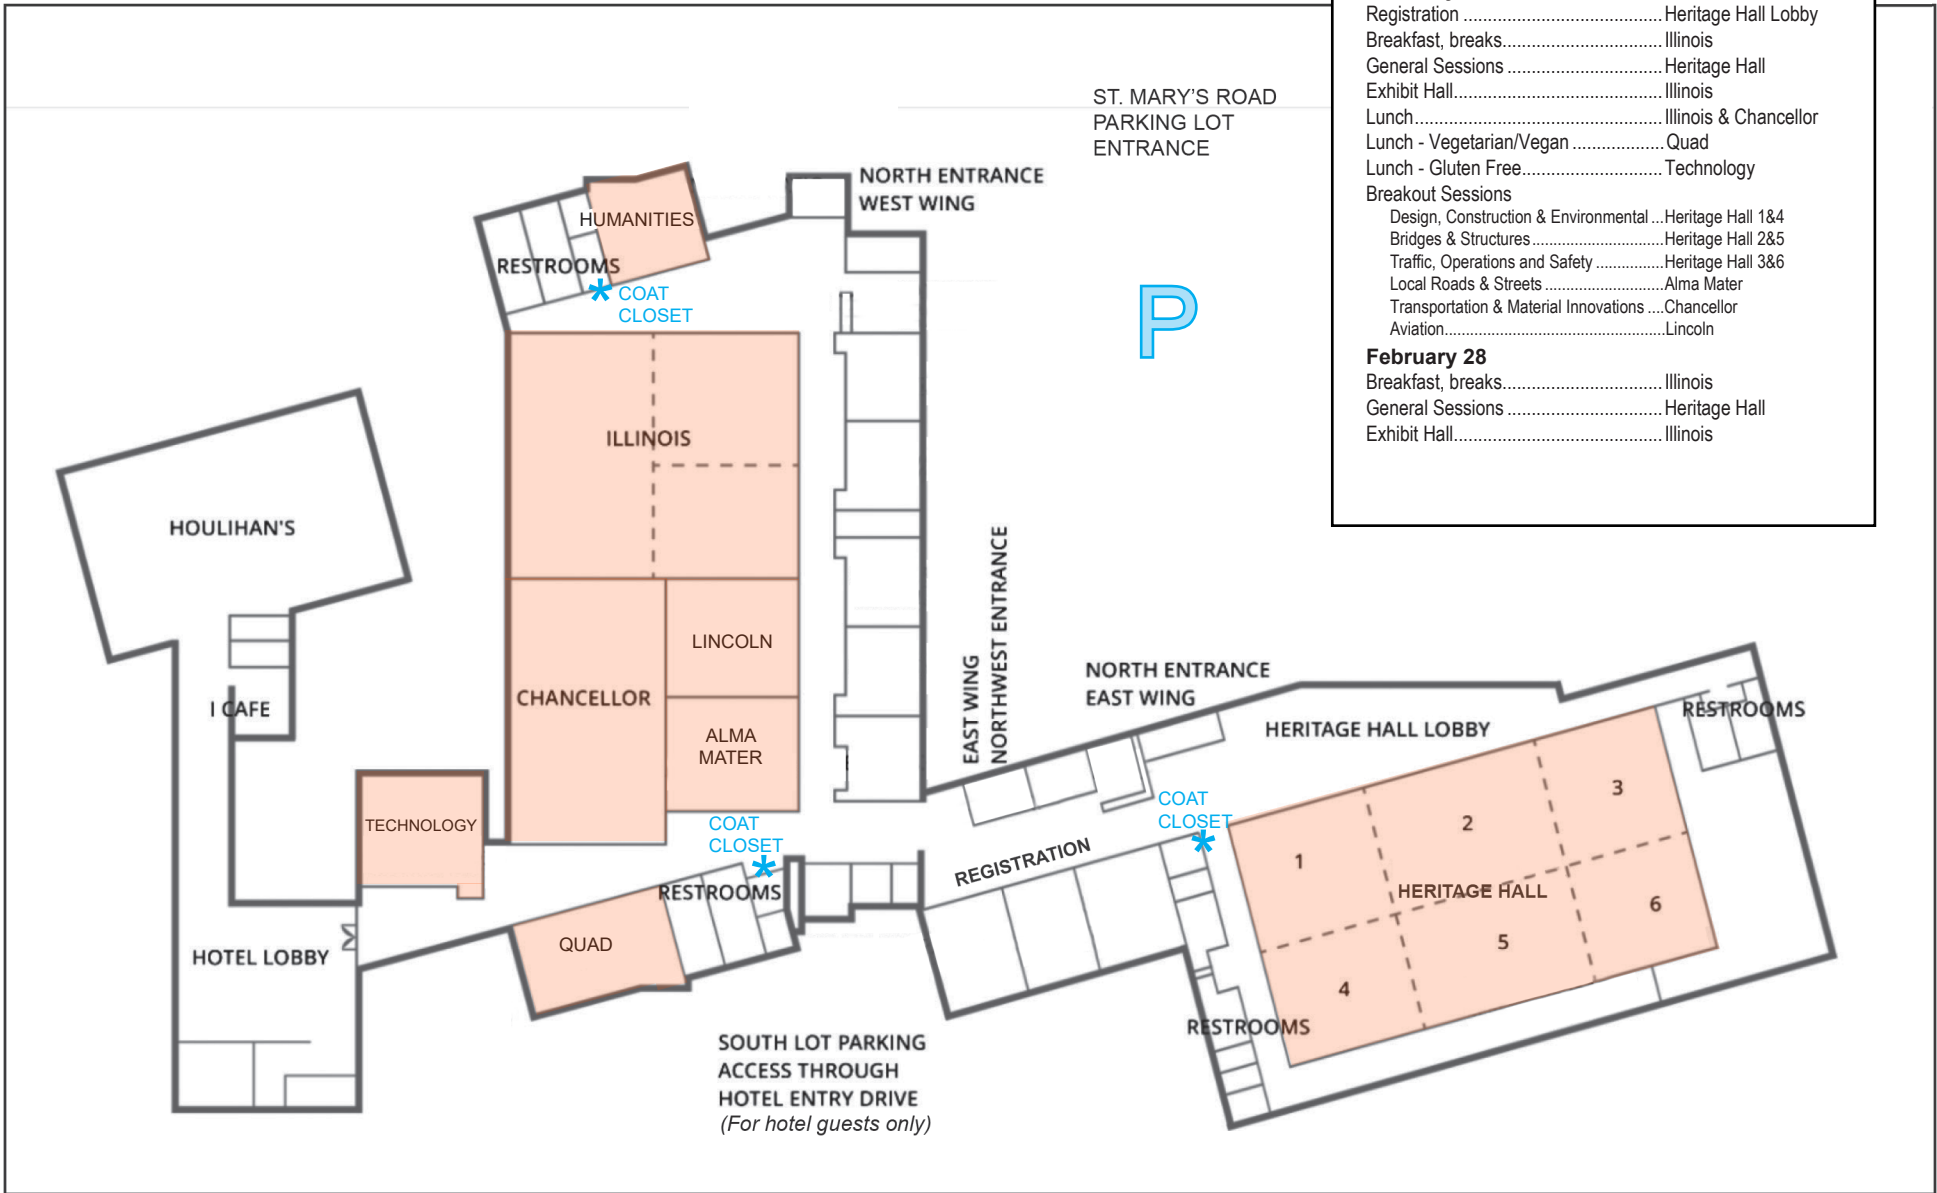 Registration ....................................... Heritage Hall Lobby
Breakfast, breaks................................ Illinois
General Sessions ............................... Heritage Hall
Exhibit Hall......................................... Illinois
Lunch................................................. Illinois & Chancellor
Lunch - Vegetarian/Vegan ..................Quad
Lunch - Gluten Free............................ Technology
Breakout Sessions
Design, Construction & Environmental ...Heritage Hall 1&4
Bridges & Structures ...............................Heritage Hall 2&5
Traffic, Operations and Safety ................Heritage Hall 3&6
Local Roads & Streets ............................Alma Mater
Transportation & Material Innovations ....Chancellor
Aviation....................................................Lincoln
February 28
Breakfast, breaks................................ Illinois
General Sessions ............................... Heritage Hall
Exhibit Hall......................................... Illinois
ST. MARY'S ROAD
PARKING LOT
ENTRANCE
NORTH ENTRANCE
WEST WING
HUMANITIES
RESTROOMS
* COAT
CLOSET
P
ILLINOIS
HOULIHAN'S
LINCOLN
CHANCELLOR
I CAFE
ALMA
MATER
EAST WING
NORTHWEST ENTRANCE
NORTH ENTRANCE
EAST WING
HERITAGE HALL LOBBY
RESTROOMS
TECHNOLOGY
COAT
CLOSET
*
RESTROOMS
REGISTRATION
COAT
CLOSET
*
1
2
3
HERITAGE HALL
4
5
6
QUAD
HOTEL LOBBY
RESTROOMS
SOUTH LOT PARKING
ACCESS THROUGH
HOTEL ENTRY DRIVE
(For hotel guests only)